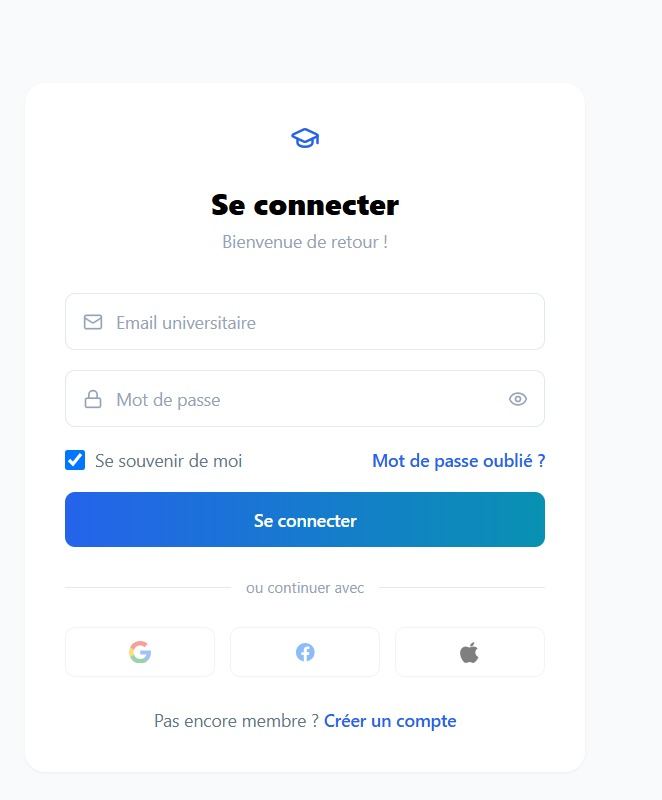 Se connecter
Bienvenue de retour !
Email universitaire
Mot de passe
Se souvenir de moi
Mot de passe oublié ?
Se connecter
ou continuer avec
Pas encore membre ? Créer un compte